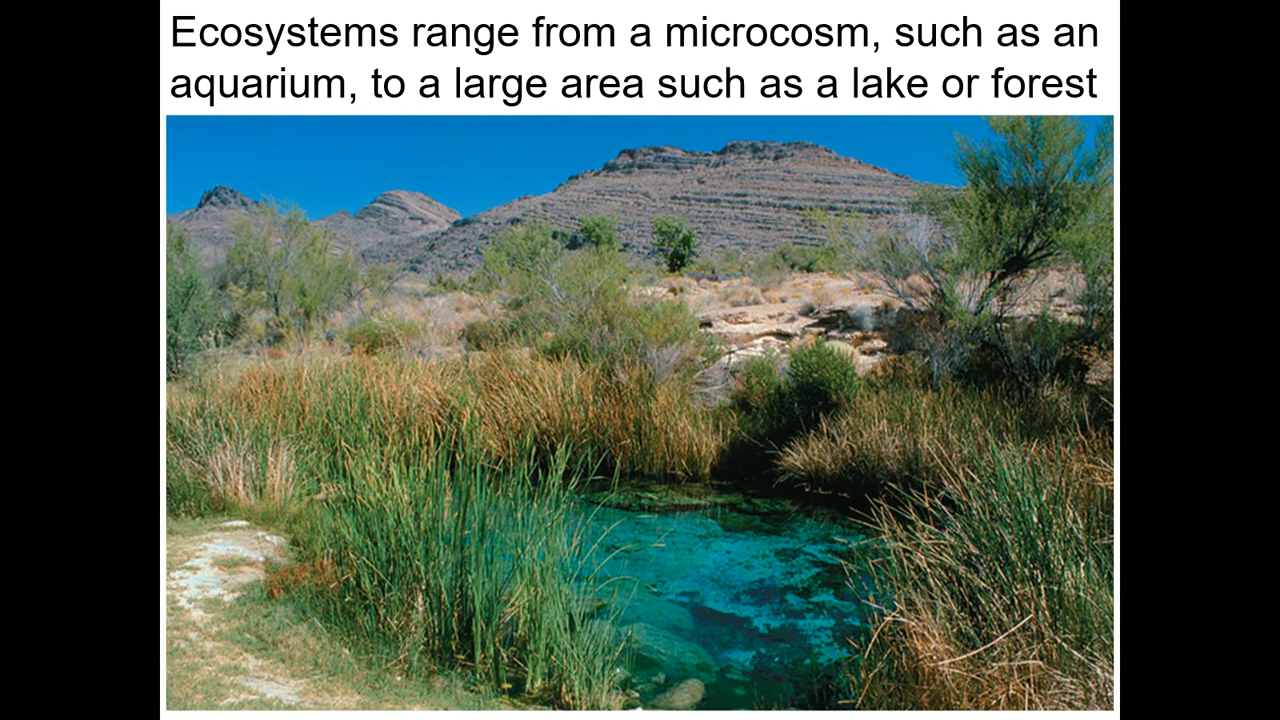 Ecosystems range from a microcosm, such as an
aquarium, to a large area such as a lake or forest